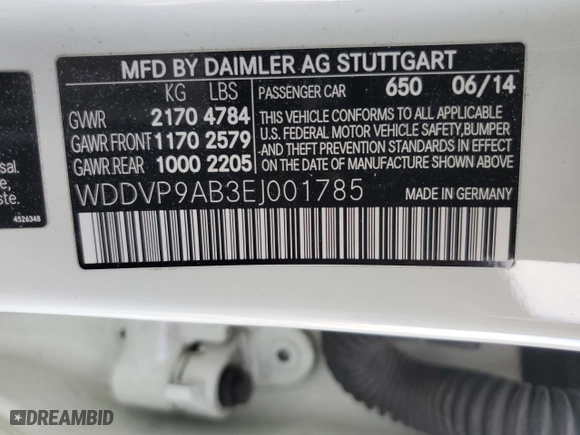 MFD BY DAIMLER AG STUTTGART
KG LBS PASSENGER CAR 650 06/14
GVWR 2170 4784
GAWR FRONT 1170 2579
GAWR.REAR 1000 2205
THIS VEHICLE CONFORMS TO ALL APPLICABLE
U.S. FEDERAL MOTOR VEHICLE SAFETY, BUMPER
AND THEFT PREVENTION STANDARDS IN EFFECT
ON THE DATE OF MANUFACTURE SHOWN ABOVE.
WDDVP9AB3EJ001785 MADE IN GERMANY
4526348
DREAMBID